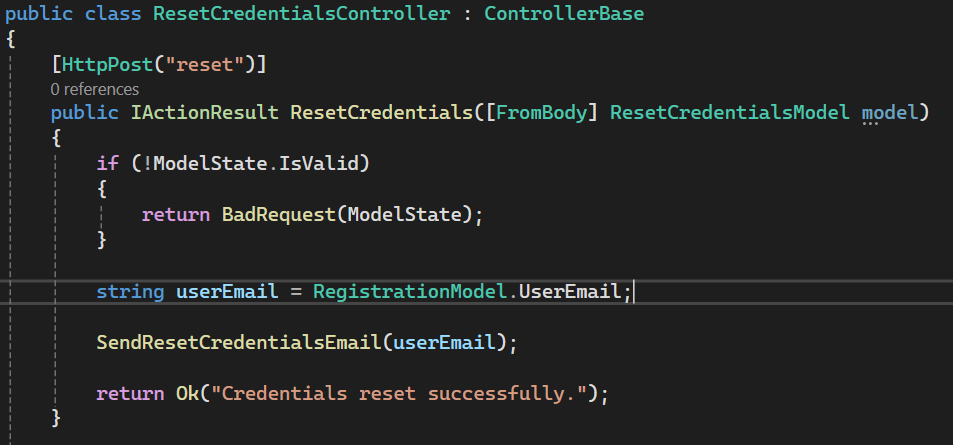 public class ResetCredentialsController : ControllerBase
{
[HttpPost("reset")]
0 references
public IActionResult ResetCredentials([FromBody] ResetCredentialsModel model)
{
if (!ModelState.IsValid)
{
return BadRequest(ModelState);
}
string userEmail = RegistrationModel.UserEmail;
SendResetCredentialsEmail(userEmail);
return Ok("Credentials reset successfully.");
}